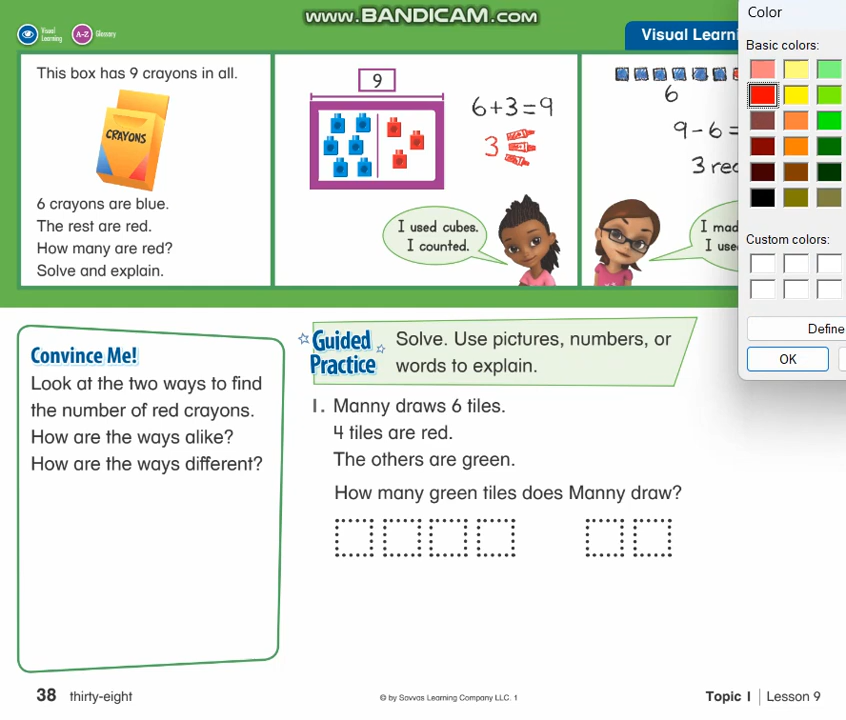 www.BANDICAM.com
Visual Learning
A-Z Glossary
Visual
Color
Basic colors:
Custom colors:
Define
OK
This box has 9 crayons in all.
CRAYONS
6 crayons are blue.
The rest are red.
How many are red?
Solve and explain.
9
6+3=9
3
I used cubes.
I counted.
6
9-6=
3
I
I
Convince Me!
Look at the two ways to find
the number of red crayons.
How are the ways alike?
How are the ways different?
Guided
Practice
Solve. Use pictures, numbers, or
words to explain.
1. Manny draws 6 tiles.
4 tiles are red.
The others are green.
How many green tiles does Manny draw?
38 thirty-eight
© by Savvas Learning Company LLC. 1
Topic 1 | Lesson 9